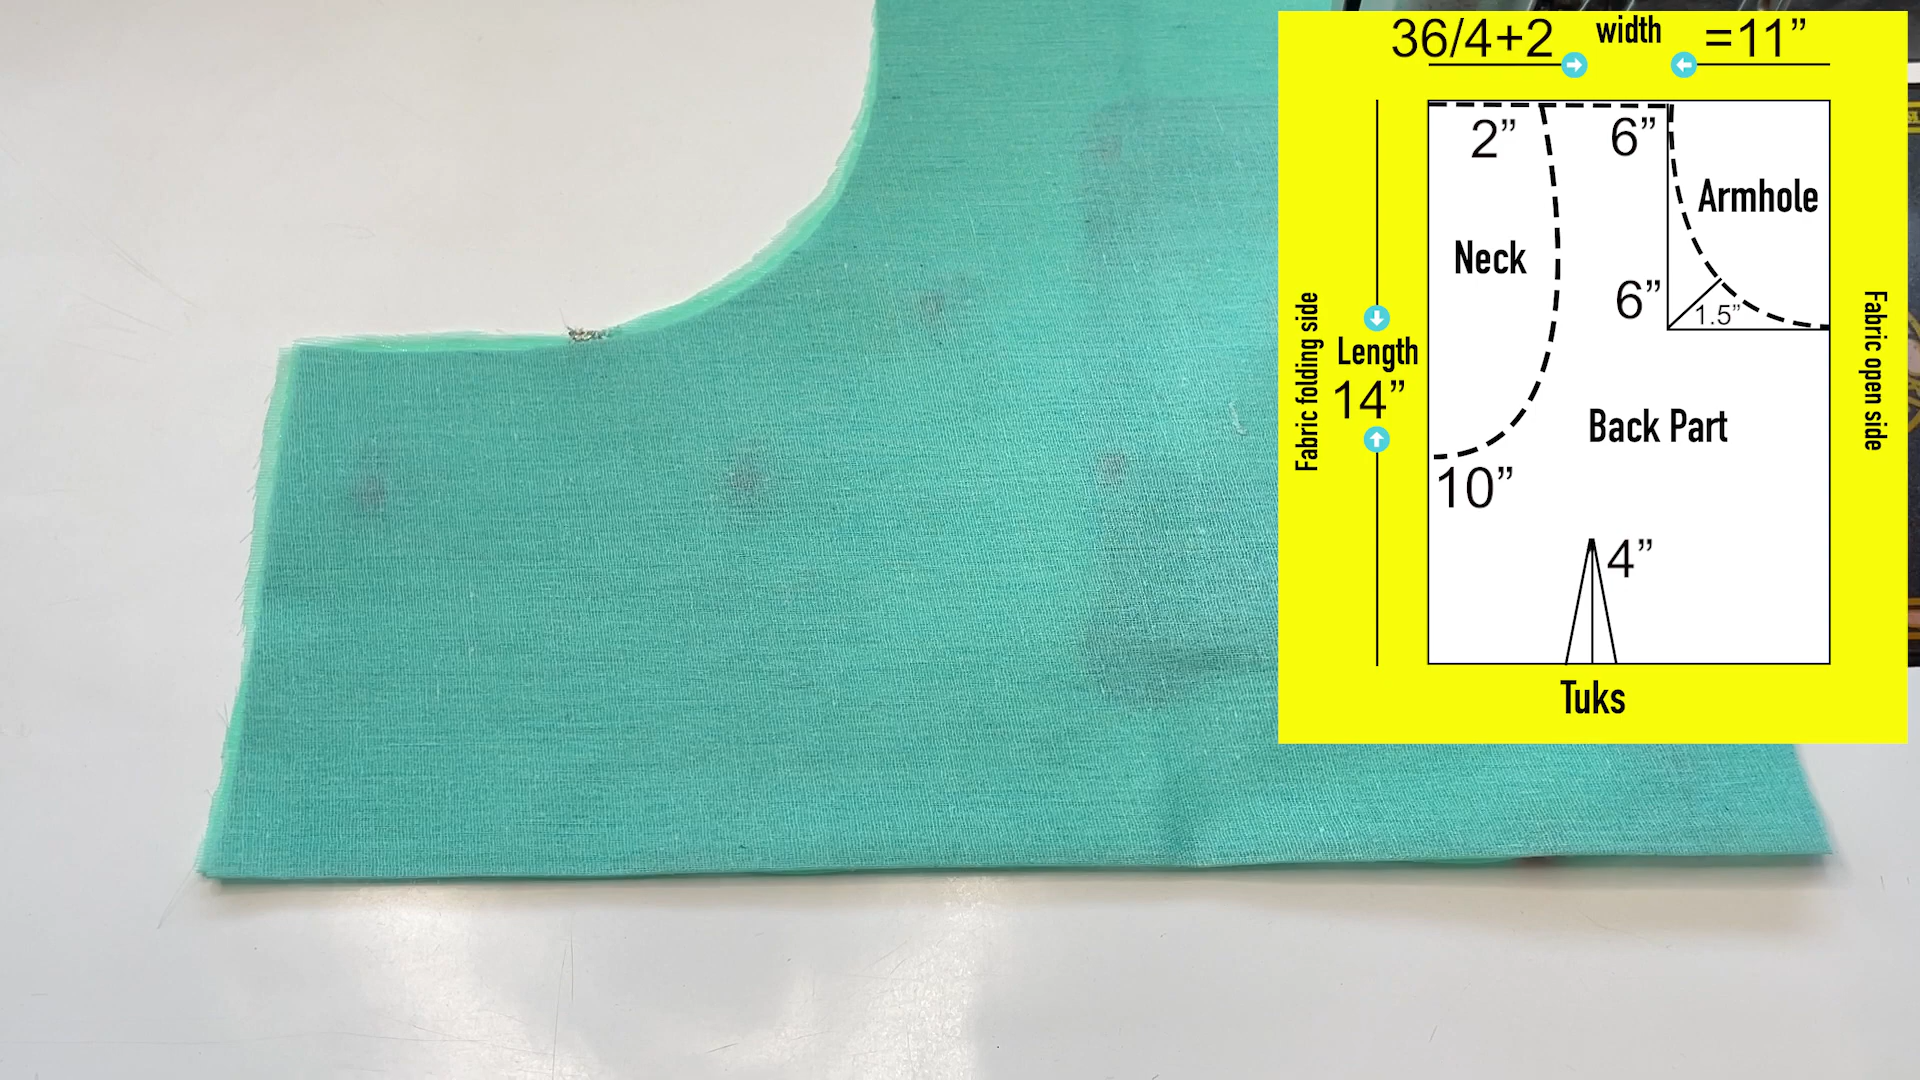 36/4+2 width =11”
2”
6”
Armhole
Neck
6”
1.5”
Fabric folding side
Length
14”
Fabric open side
Back Part
10”
4”
Tuks